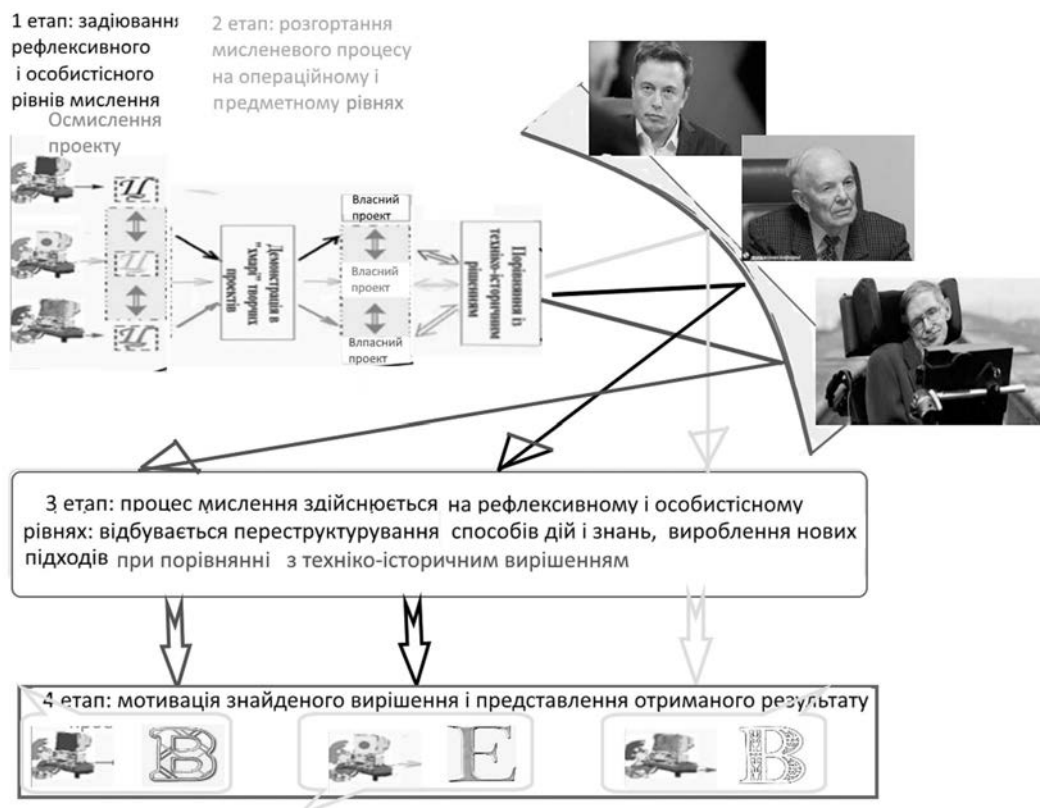 1 етап: задіювання
рефлексивного
і особистісного
рівнів мислення
2 етап: розгортання
мисленевого процесу
на операційному і
предметному рівнях
Осмислення
проекту
Ц
Ц
Ц
Демонстрація в
"хмарі" творчих
проектів
Власний
проект
Власний
проект
Влпасний
проект
Порівняння із
техніко-історичним
рішенням
3 етап: процес мислення здійснюється на рефлексивному і особистісному
рівнях: відбувається переструктурування способів дій і знань, вироблення нових
підходів при порівнянні з техніко-історичним вирішенням
4 етап: мотивація знайденого вирішення і представлення отриманого результату
B
E
B